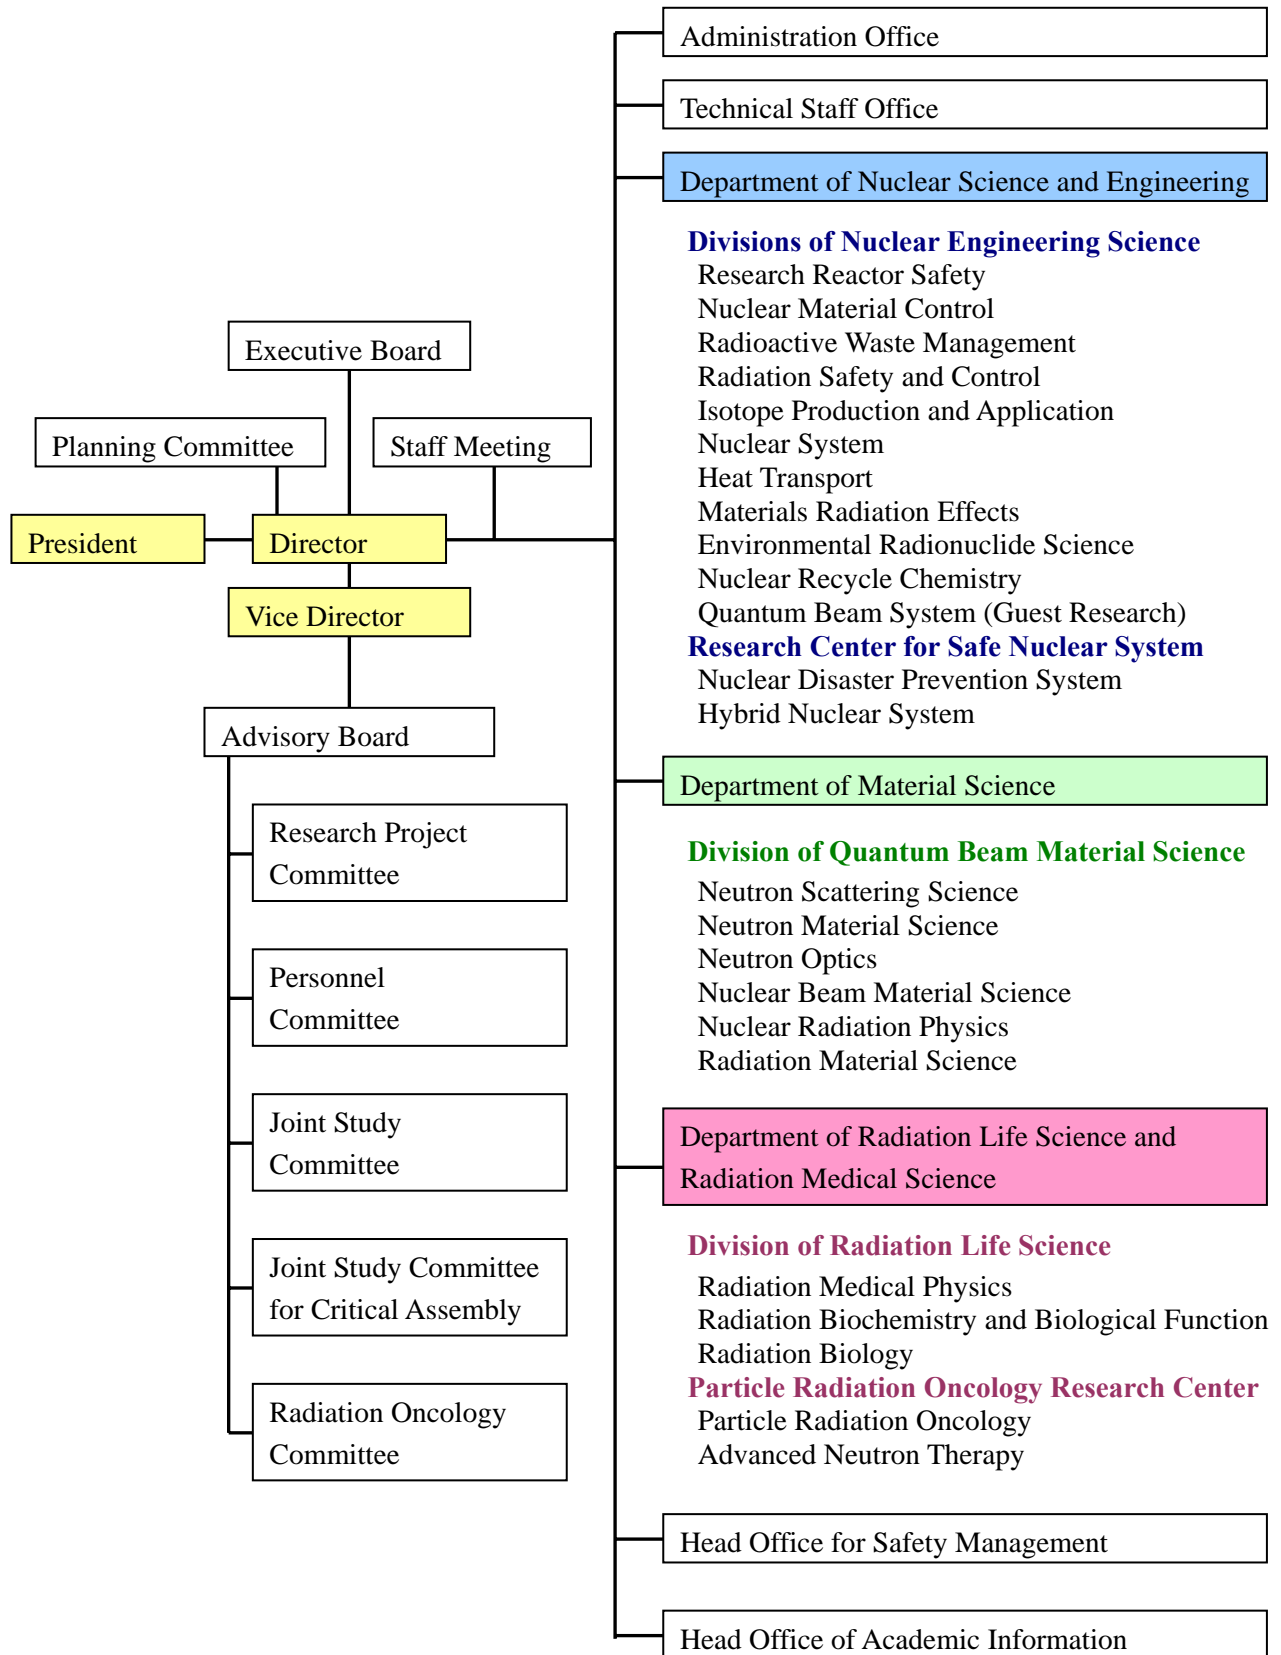 Administration Office
Technical Staff Office
Department of Nuclear Science and Engineering
Divisions of Nuclear Engineering Science
Research Reactor Safety
Nuclear Material Control
Radioactive Waste Management
Radiation Safety and Control
Isotope Production and Application
Nuclear System
Heat Transport
Materials Radiation Effects
Environmental Radionuclide Science
Nuclear Recycle Chemistry
Quantum Beam System (Guest Research)
Research Center for Safe Nuclear System
Nuclear Disaster Prevention System
Hybrid Nuclear System
Executive Board
Planning Committee
Staff Meeting
President
Director
Vice Director
Advisory Board
Research Project
Committee
Personnel
Committee
Joint Study
Committee
Joint Study Committee
for Critical Assembly
Radiation Oncology
Committee
Department of Material Science
Division of Quantum Beam Material Science
Neutron Scattering Science
Neutron Material Science
Neutron Optics
Nuclear Beam Material Science
Nuclear Radiation Physics
Radiation Material Science
Department of Radiation Life Science and
Radiation Medical Science
Division of Radiation Life Science
Radiation Medical Physics
Radiation Biochemistry and Biological Function
Radiation Biology
Particle Radiation Oncology Research Center
Particle Radiation Oncology
Advanced Neutron Therapy
Head Office for Safety Management
Head Office of Academic Information